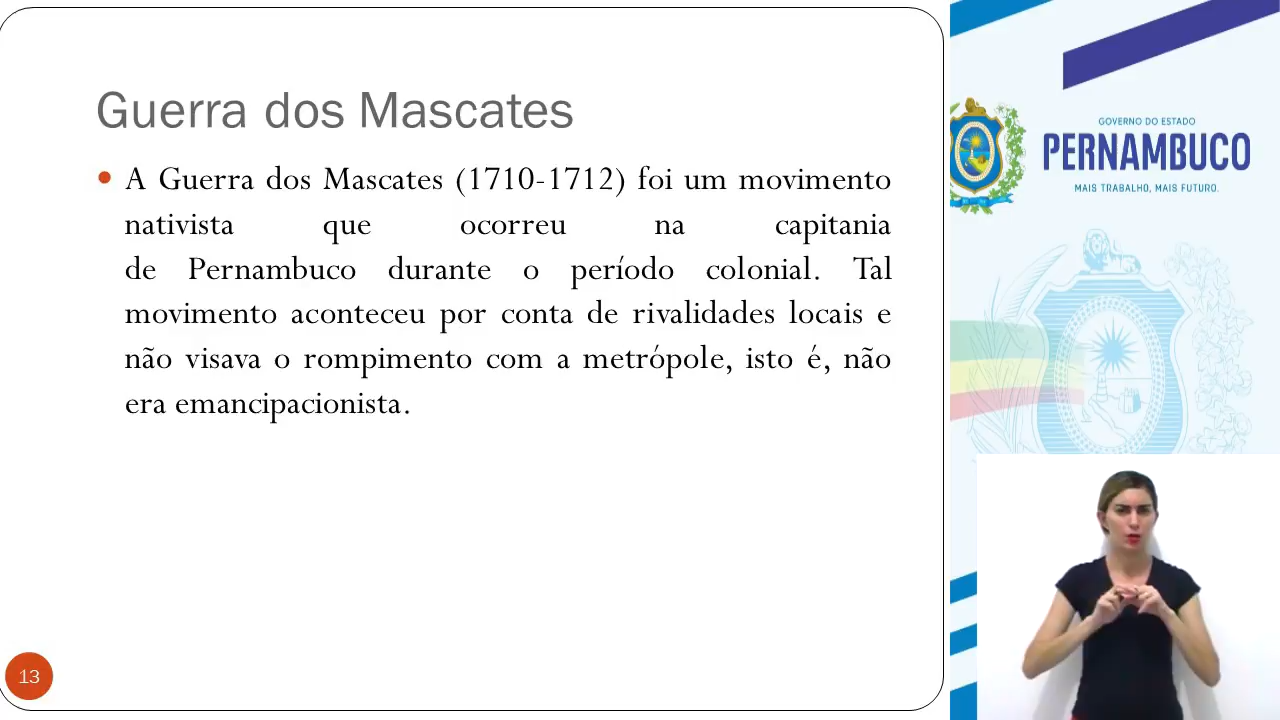 Guerra dos Mascates
A Guerra dos Mascates (1710-1712) foi um movimento
nativista que ocorreu na capitania
de Pernambuco durante o período colonial. Tal
movimento aconteceu por conta de rivalidades locais e
não visava o rompimento com a metrópole, isto é, não
era emancipacionista.
13
GOVERNO DO ESTADO
PERNAMBUCO
MAIS TRABALHO, MAIS FUTURO.